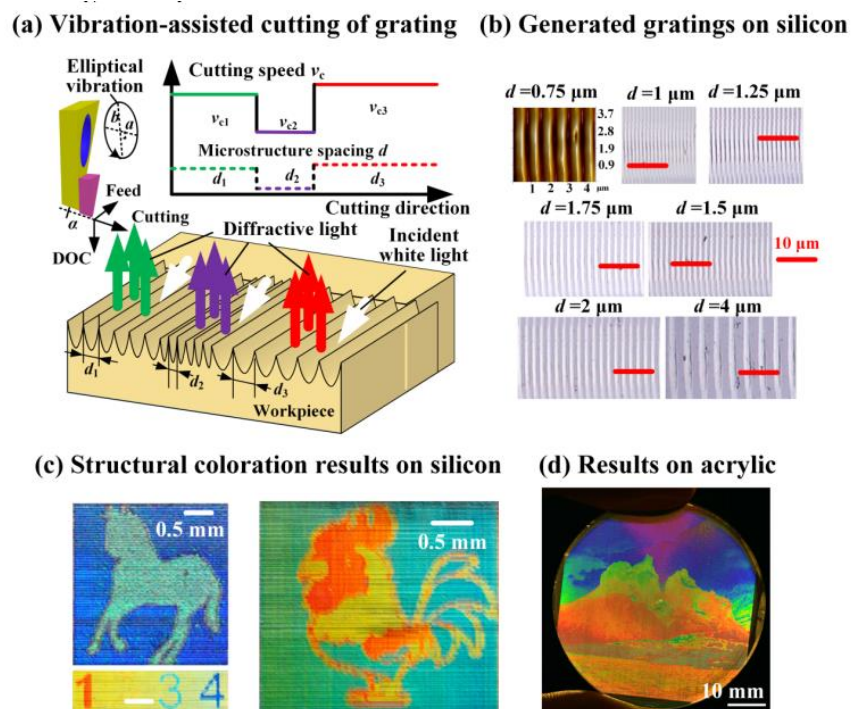 (a) Vibration-assisted cutting of grating
Elliptical
vibration
b
a
Cutting speed vc
vc1
vc2
vc3
Microstructure spacing d
d1
d2
d3
Cutting direction
Feed
α
Cutting
DOC
Diffractive light
Incident
white light
d1
d2
d3
Workpiece
(b) Generated gratings on silicon
d =0.75 μm
d =1 μm
d =1.25 μm
3.7
2.8
1.9
0.9
1 2 3 4 μm
d =1.75 μm
d =1.5 μm
10 μm
d =2 μm
d =4 μm
(c) Structural coloration results on silicon
0.5 mm
1 3 4
0.5 mm
(d) Results on acrylic
10 mm